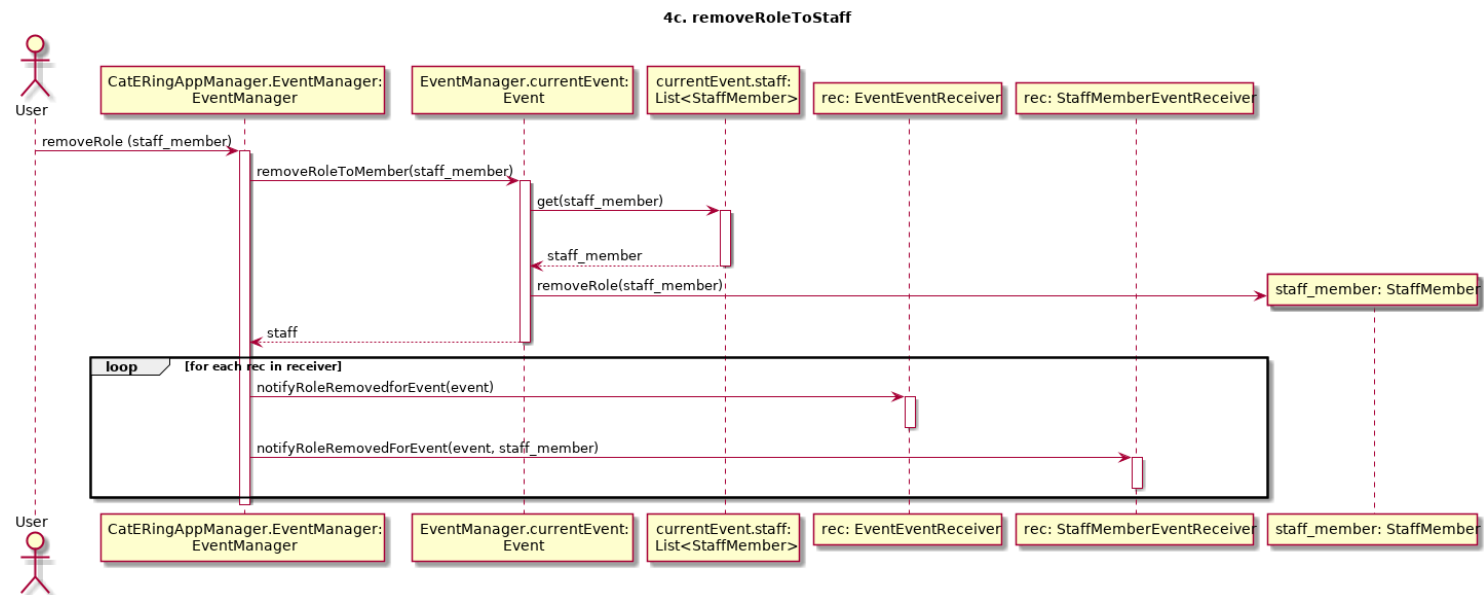 4c. removeRoleToStaff
User
CatERingAppManager.EventManager:
EventManager
EventManager.currentEvent:
Event
currentEvent.staff:
List<StaffMember>
rec: EventEventReceiver
rec: StaffMemberEventReceiver
removeRole (staff_member)
removeRoleToMember(staff_member)
get(staff_member)
staff_member
removeRole(staff_member)
staff_member: StaffMember
staff
loop
[for each rec in receiver]
notifyRoleRemovedforEvent(event)
notifyRoleRemovedForEvent(event, staff_member)
User
CatERingAppManager.EventManager:
EventManager
EventManager.currentEvent:
Event
currentEvent.staff:
List<StaffMember>
rec: EventEventReceiver
rec: StaffMemberEventReceiver
staff_member: StaffMember